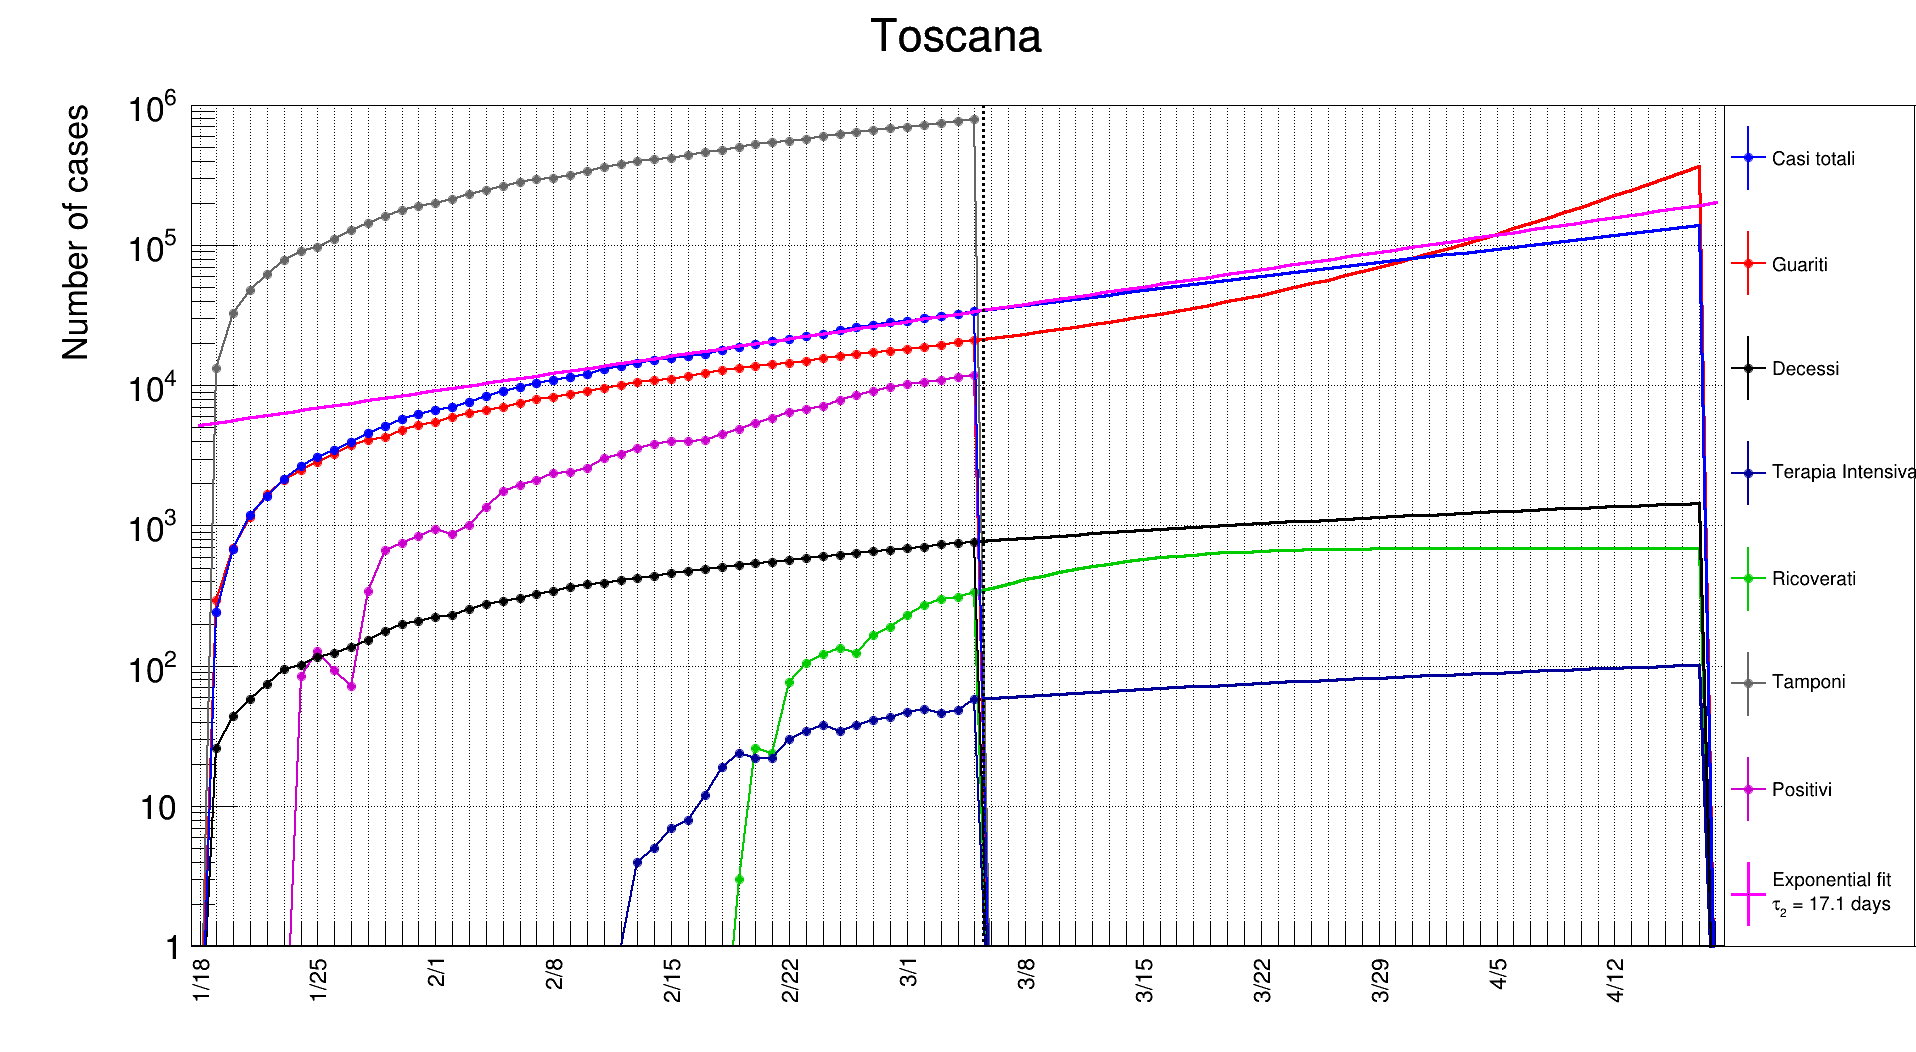 Toscana
Number of cases
10^6
10^5
10^4
10^3
10^2
10
1
1/18
1/25
2/1
2/8
2/15
2/22
3/1
3/8
3/15
3/22
3/29
4/5
4/12
Casi totali
Guariti
Decessi
Terapia Intensiva
Ricoverati
Tamponi
Positivi
Exponential fit
τ₂ = 17.1 days